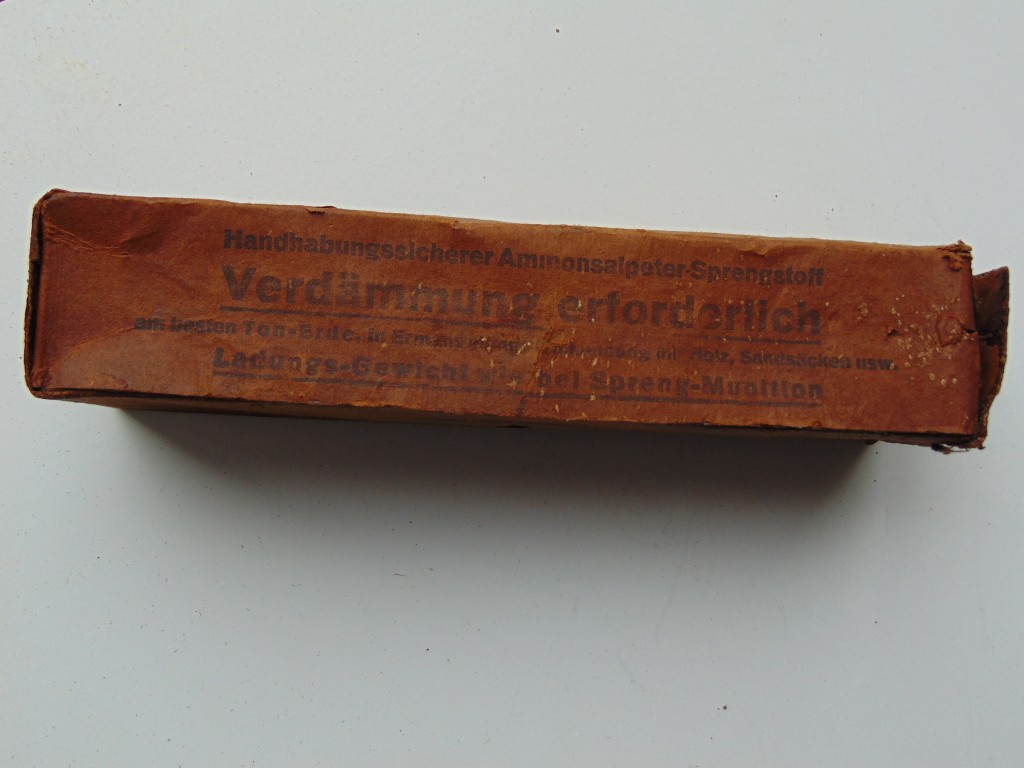 Handhabungssicherer Ammonsalpeter-Sprengstoff
Verdämmung erforderlich
am besten Ton-Erde, in mit Holz, Sandsäcken usw.
Ladungs-Gewicht wie bei Spreng-Munition